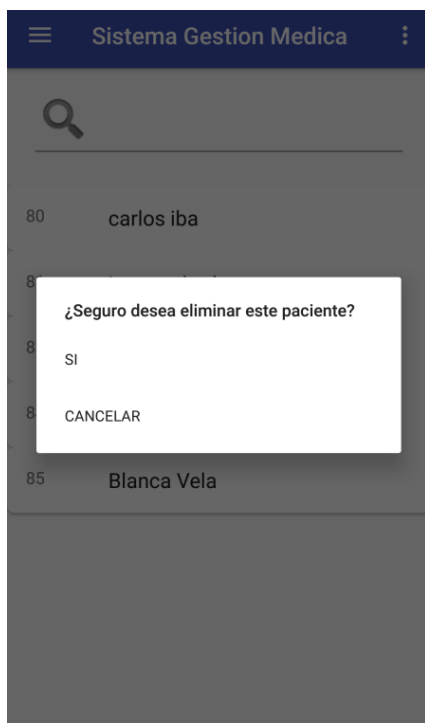 Sistema Gestion Medica
80 carlos iba
¿Seguro desea eliminar este paciente?
SI
CANCELAR
85 Blanca Vela